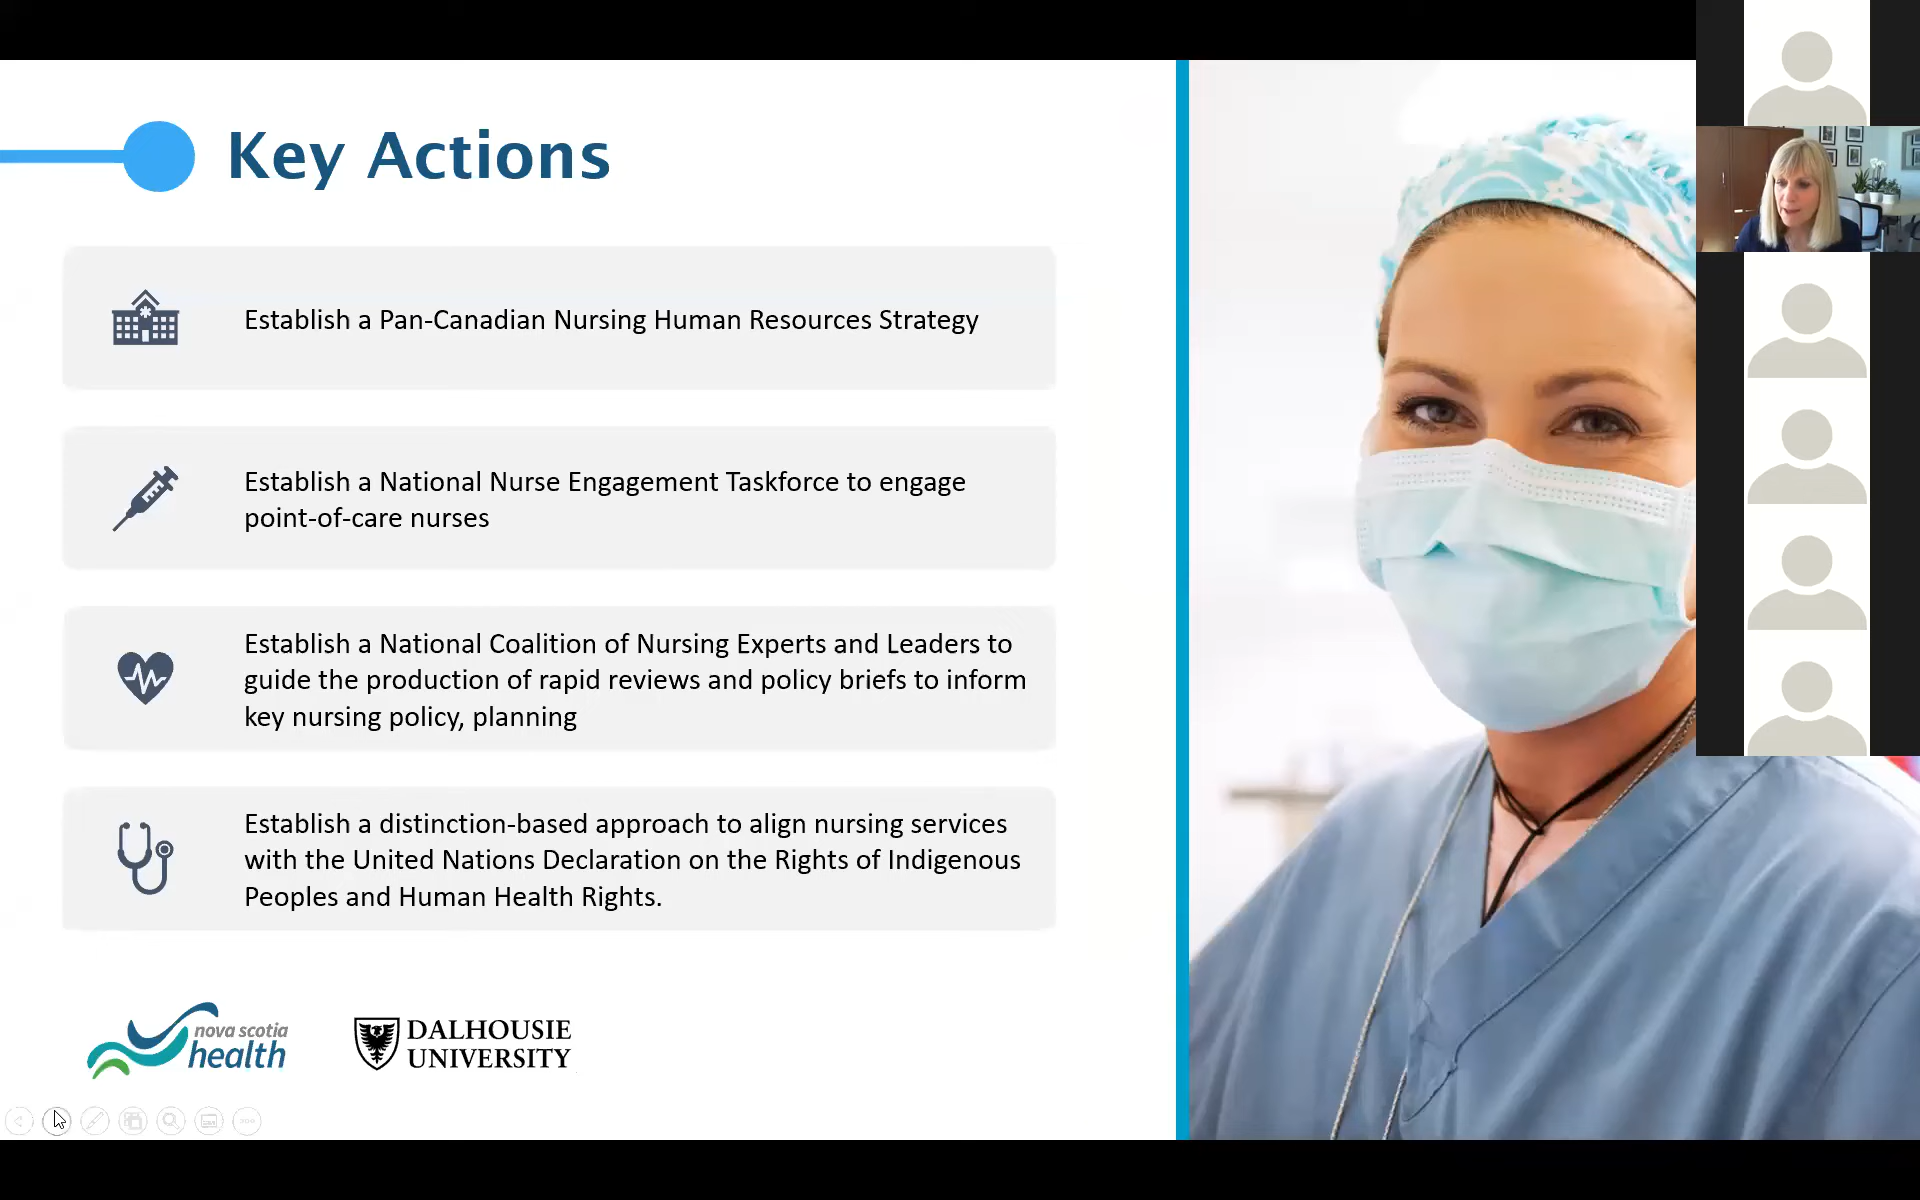 Key Actions
Establish a Pan-Canadian Nursing Human Resources Strategy
Establish a National Nurse Engagement Taskforce to engage
point-of-care nurses
Establish a National Coalition of Nursing Experts and Leaders to
guide the production of rapid reviews and policy briefs to inform
key nursing policy, planning
Establish a distinction-based approach to align nursing services
with the United Nations Declaration on the Rights of Indigenous
Peoples and Human Health Rights.
nova scotia
health
DALHOUSIE
UNIVERSITY